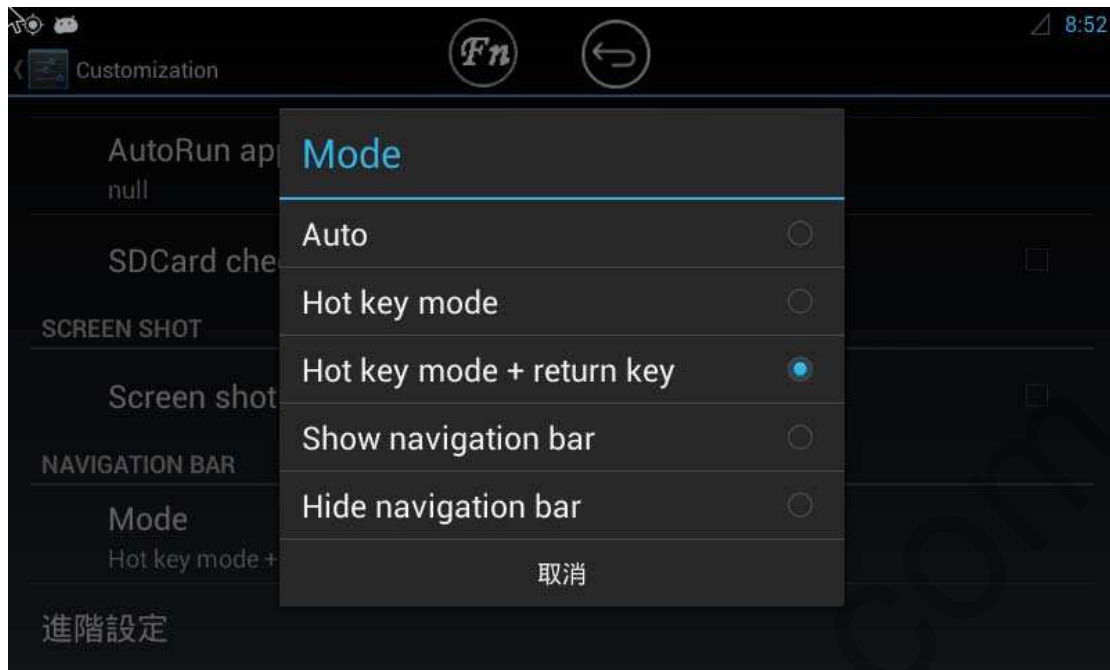 8:52
Fn
Customization
AutoRun ap
null
SDCard che
SCREEN SHOT
Screen shot
NAVIGATION BAR
Mode
Hot key mode +
進階設定
Mode
Auto
Hot key mode
Hot key mode + return key
Show navigation bar
Hide navigation bar
取消
com